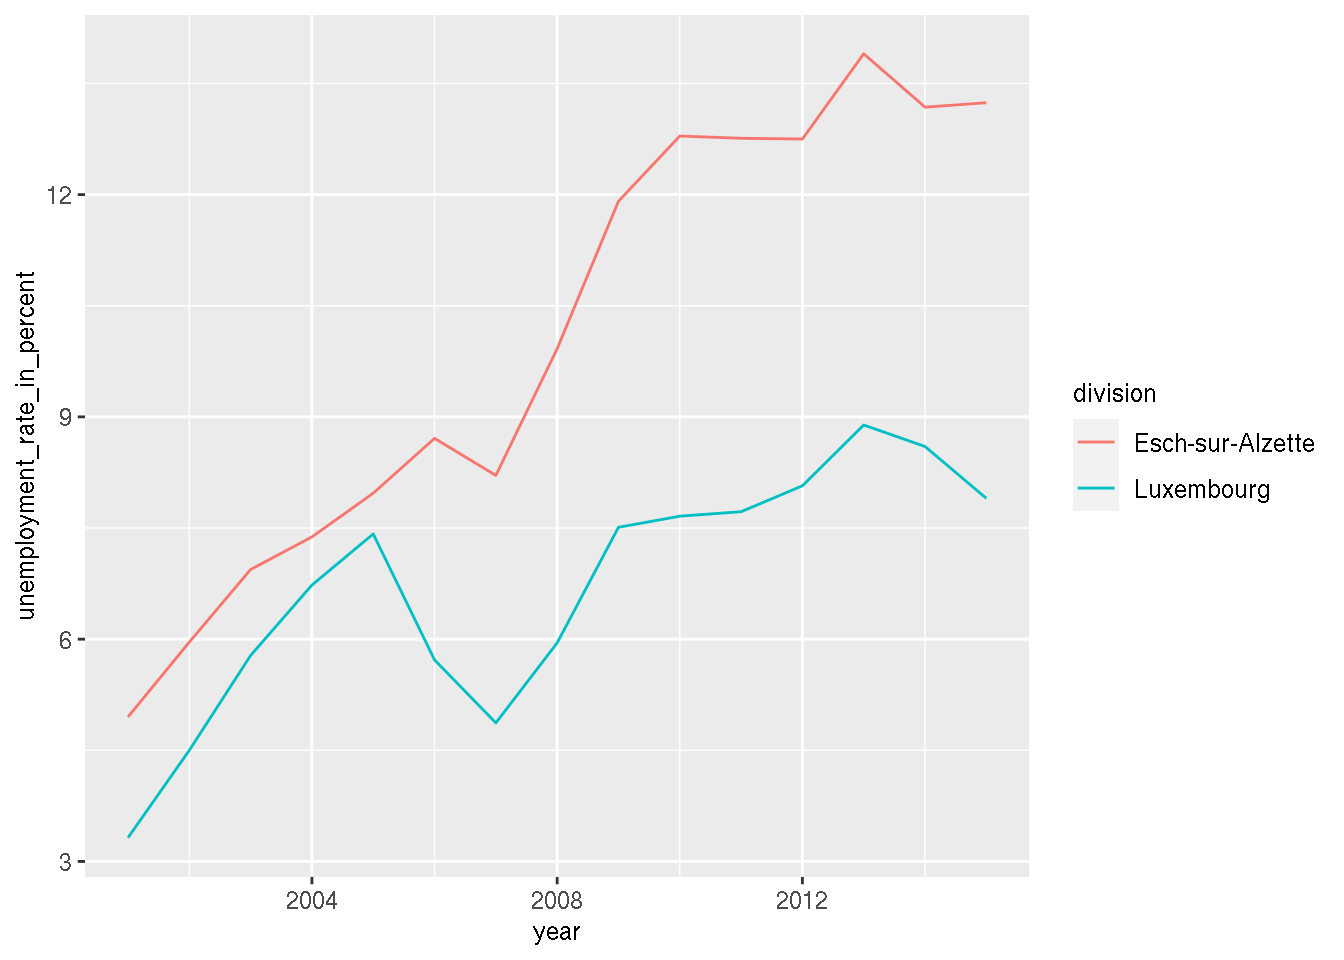 12
9
6
3
unemployment_rate_in_percent
2004
2008
2012
year
division
Esch-sur-Alzette
Luxembourg